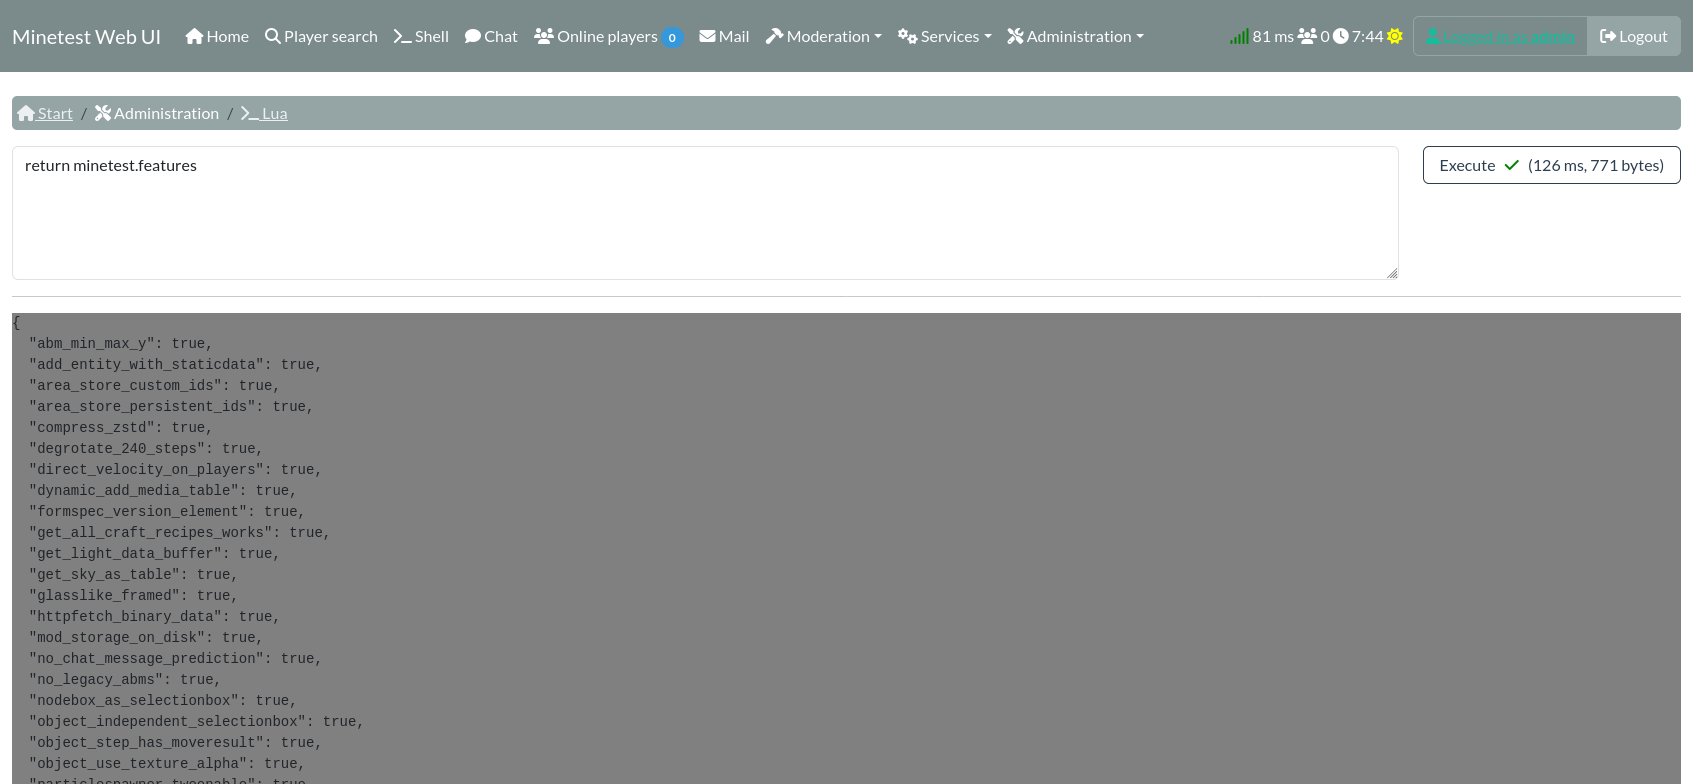 Minetest Web UI Home Player search Shell Chat Online players 0 Mail Moderation Services Administration 81 ms 0 7:44 Logged in as admin Logout
Start / Administration / Lua
return minetest.features
Execute (126 ms, 771 bytes)
{
"abm_min_max_y": true,
"add_entity_with_staticdata": true,
"area_store_custom_ids": true,
"area_store_persistent_ids": true,
"compress_zstd": true,
"degrotate_240_steps": true,
"direct_velocity_on_players": true,
"dynamic_add_media_table": true,
"formspec_version_element": true,
"get_all_craft_recipes_works": true,
"get_light_data_buffer": true,
"get_sky_as_table": true,
"glasslike_framed": true,
"httpfetch_binary_data": true,
"mod_storage_on_disk": true,
"no_chat_message_prediction": true,
"no_legacy_abms": true,
"nodebox_as_selectionbox": true,
"object_independent_selectionbox": true,
"object_step_has_moveresult": true,
"object_use_texture_alpha": true,
"particlespawner_tweenable": true,